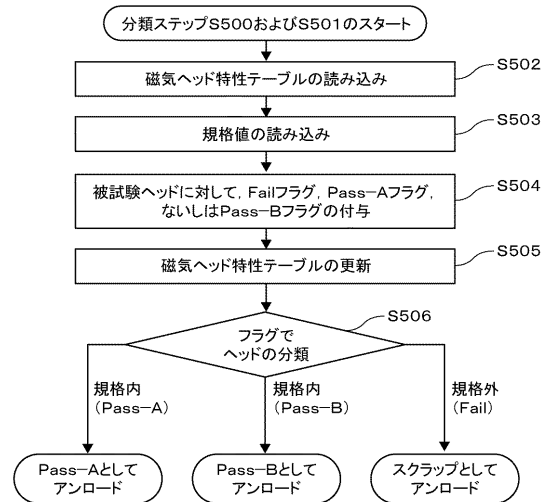 分類ステップS500およびS501のスタート
S502
磁気ヘッド特性テーブルの読み込み
S503
規格値の読み込み
S504
被試験ヘッドに対して，Failフラグ，Pass-Aフラグ，
ないしはPass-Bフラグの付与
S505
磁気ヘッド特性テーブルの更新
S506
フラグで
ヘッドの分類
規格内
(Pass-A)
規格内
(Pass-B)
規格外
(Fail)
Pass-Aとして
アンロード
Pass-Bとして
アンロード
スクラップとして
アンロード